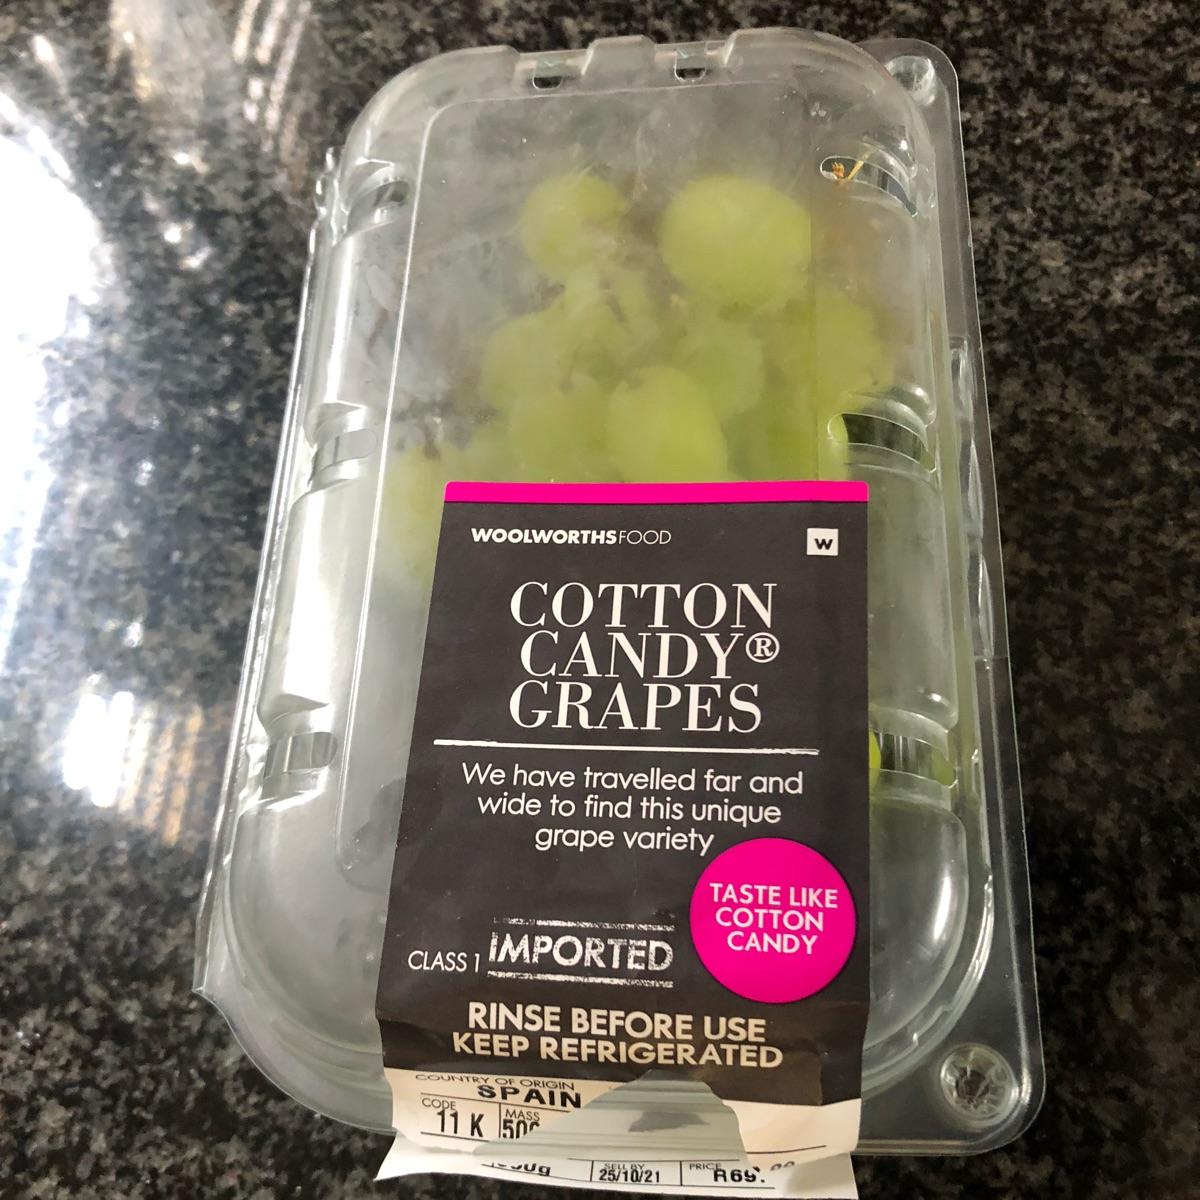 WOOLWORTHSFOOD
W
COTTON
CANDY®
GRAPES
We have travelled far and
wide to find this unique
grape variety
TASTE LIKE
COTTON
CANDY
CLASS 1 IMPORTED
RINSE BEFORE USE
KEEP REFRIGERATED
COUNTRY OF ORIGIN
SPAIN
CODE
11 K
MASS
SELL BY
25/10/21
PRICE
R69.